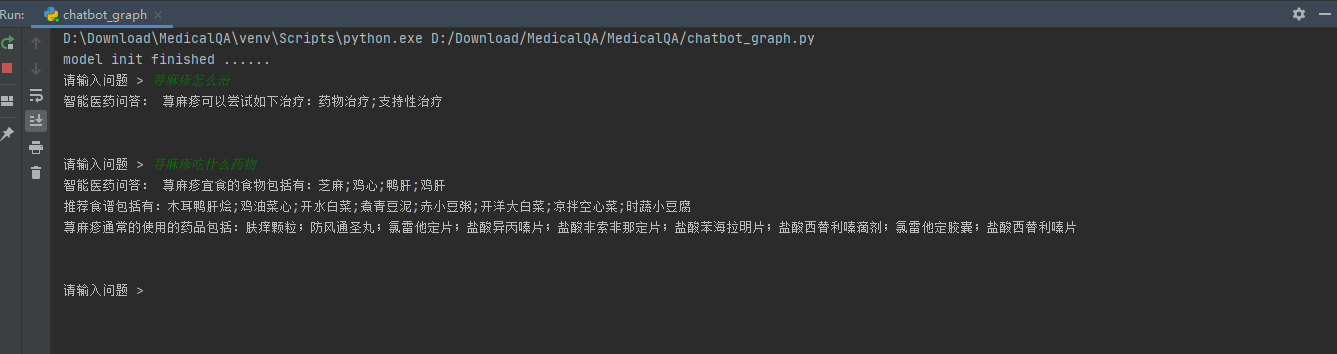 Run: chatbot_graph
D:\Download\MedicalQA\venv\Scripts\python.exe D:/Download/MedicalQA/MedicalQA/chatbot_graph.py
model init finished ......
请输入问题 > 荨麻疹怎么治
智能医药问答: 荨麻疹可以尝试如下治疗: 药物治疗;支持性治疗
请输入问题 > 荨麻疹吃什么药物
智能医药问答: 荨麻疹宜食的食物包括有: 芝麻;鸡心;鸭肝;鸡肝
推荐食谱包括有: 木耳鸭肝烩;鸡油菜心;开水白菜;煮青豆泥;赤小豆粥;开洋大白菜;凉拌空心菜;时蔬小豆腐
荨麻疹通常的使用的药品包括: 肤痒颗粒; 防风通圣丸; 氯雷他定片; 盐酸异丙嗪片; 盐酸非索非那定片; 盐酸苯海拉明片; 盐酸西替利嗪滴剂; 氯雷他定胶囊; 盐酸西替利嗪片
请输入问题 >